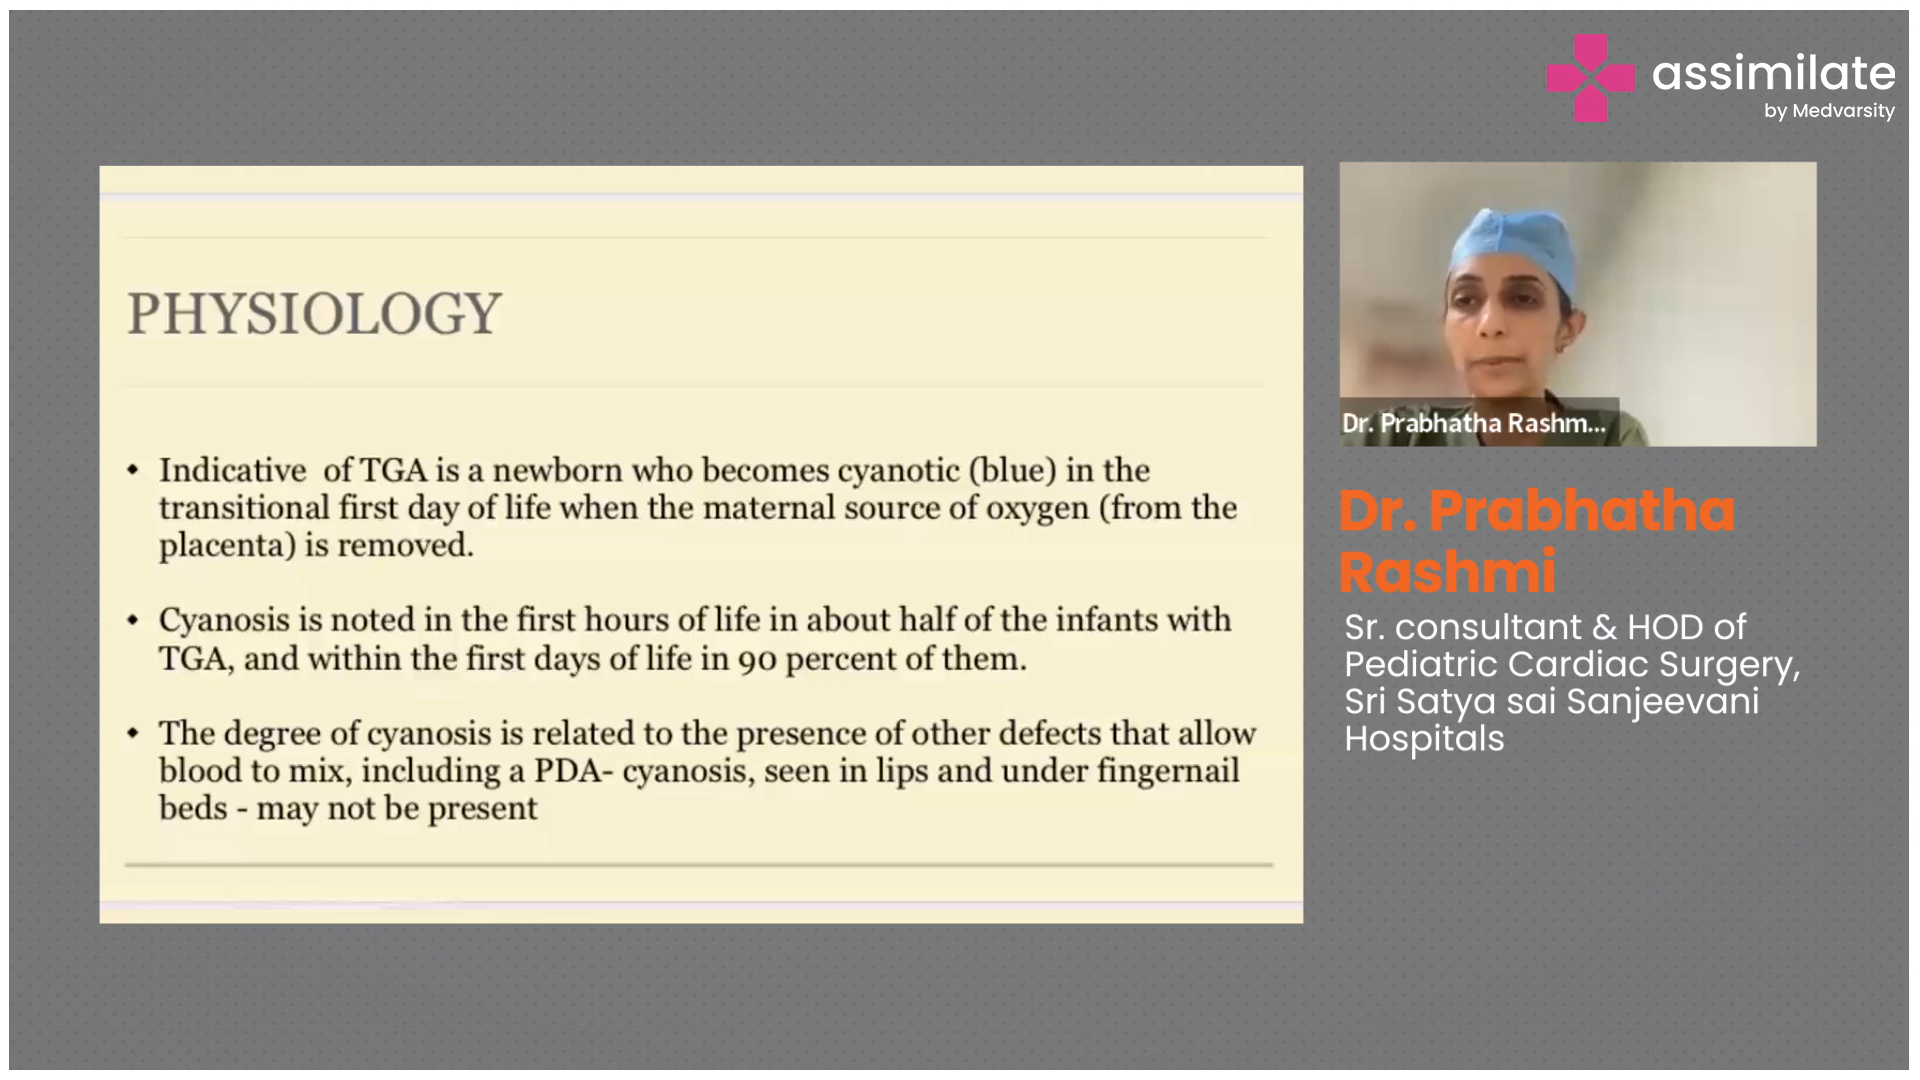 assimilate
by Medvarsity
PHYSIOLOGY
• Indicative of TGA is a newborn who becomes cyanotic (blue) in the
transitional first day of life when the maternal source of oxygen (from the
placenta) is removed.
• Cyanosis is noted in the first hours of life in about half of the infants with
TGA, and within the first days of life in 90 percent of them.
• The degree of cyanosis is related to the presence of other defects that allow
blood to mix, including a PDA- cyanosis, seen in lips and under fingernail
beds - may not be present
Dr. Prabhatha Rashm...
Dr. Prabhatha
Rashmi
Sr. consultant & HOD of
Pediatric Cardiac Surgery,
Sri Satya sai Sanjeevani
Hospitals